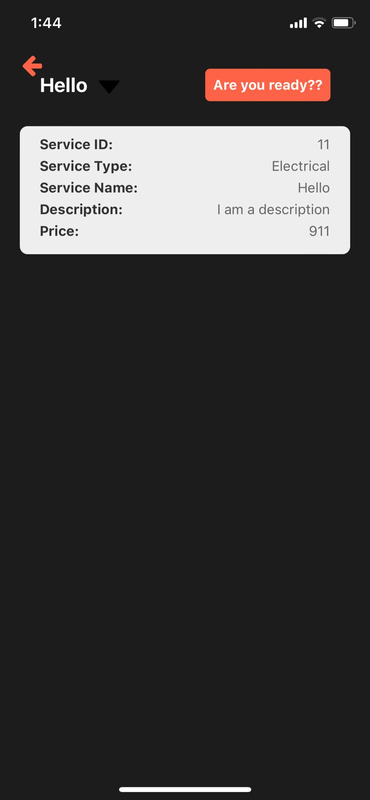 1:44
Hello
Are you ready??
Service ID: 11
Service Type: Electrical
Service Name: Hello
Description: I am a description
Price: 911